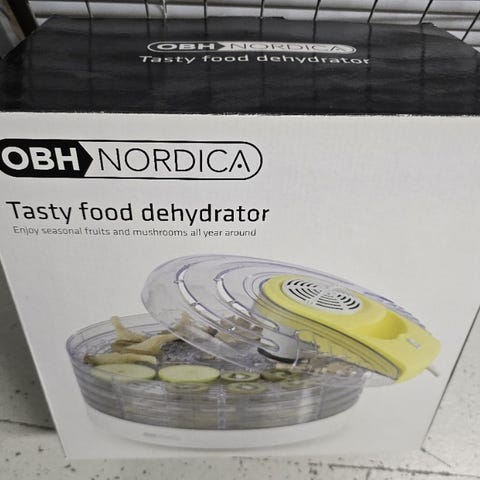 OBH NORDICA
Tasty food dehydrator
OBH NORDICA
Tasty food dehydrator
Enjoy seasonal fruits and mushrooms all year around